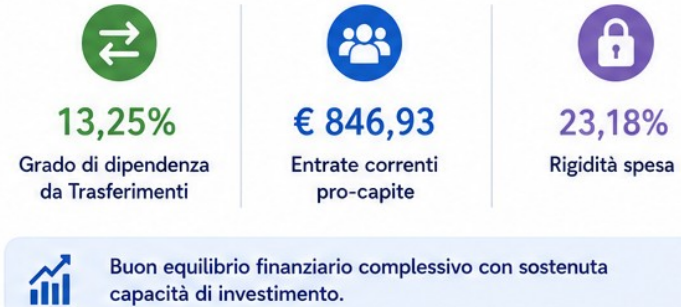 13,25%
Grado di dipendenza
da Trasferimenti
€ 846,93
Entrate correnti
pro-capite
23,18%
Rigidità spesa
Buon equilibrio finanziario complessivo con sostenuta
capacità di investimento.